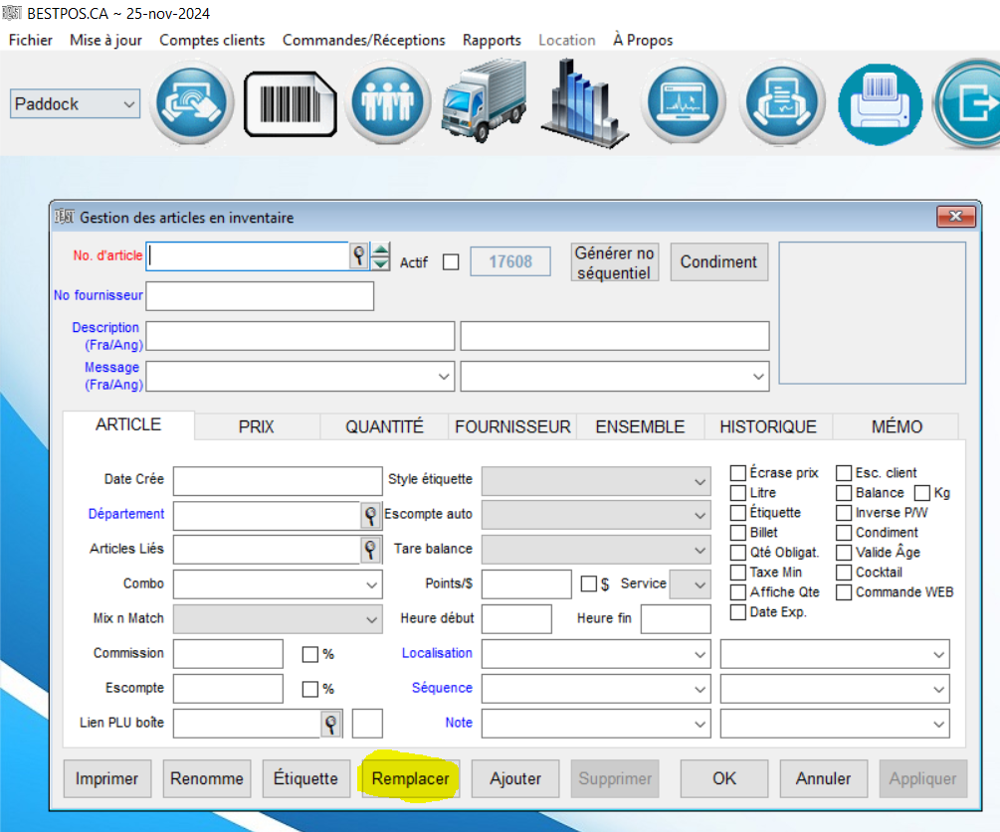 BESTPOS.CA ~ 25-nov-2024
Fichier Mise à jour Comptes clients Commandes/Réceptions Rapports Location À Propos
Paddock
BEST Gestion des articles en inventaire
No. d'article Actif 17608 Générer no séquentiel Condiment
No fournisseur
Description (Fra/Ang)
Message (Fra/Ang)
ARTICLE PRIX QUANTITÉ FOURNISSEUR ENSEMBLE HISTORIQUE MÉMO
Date Crée Style étiquette Écrase prix Esc. client
Litre Balance Kg
Département Escompte auto Étiquette Inverse P/W
Billet Condiment
Articles Liés Tare balance Qté Obligat. Valide Âge
Combo Points/$ $ Service Taxe Min Cocktail
Affiche Qte Commande WEB
Mix n Match Heure début Heure fin Date Exp.
Commission % Localisation
Escompte % Séquence
Lien PLU boîte Note
Imprimer Renomme Étiquette Remplacer Ajouter Supprimer OK Annuler Appliquer